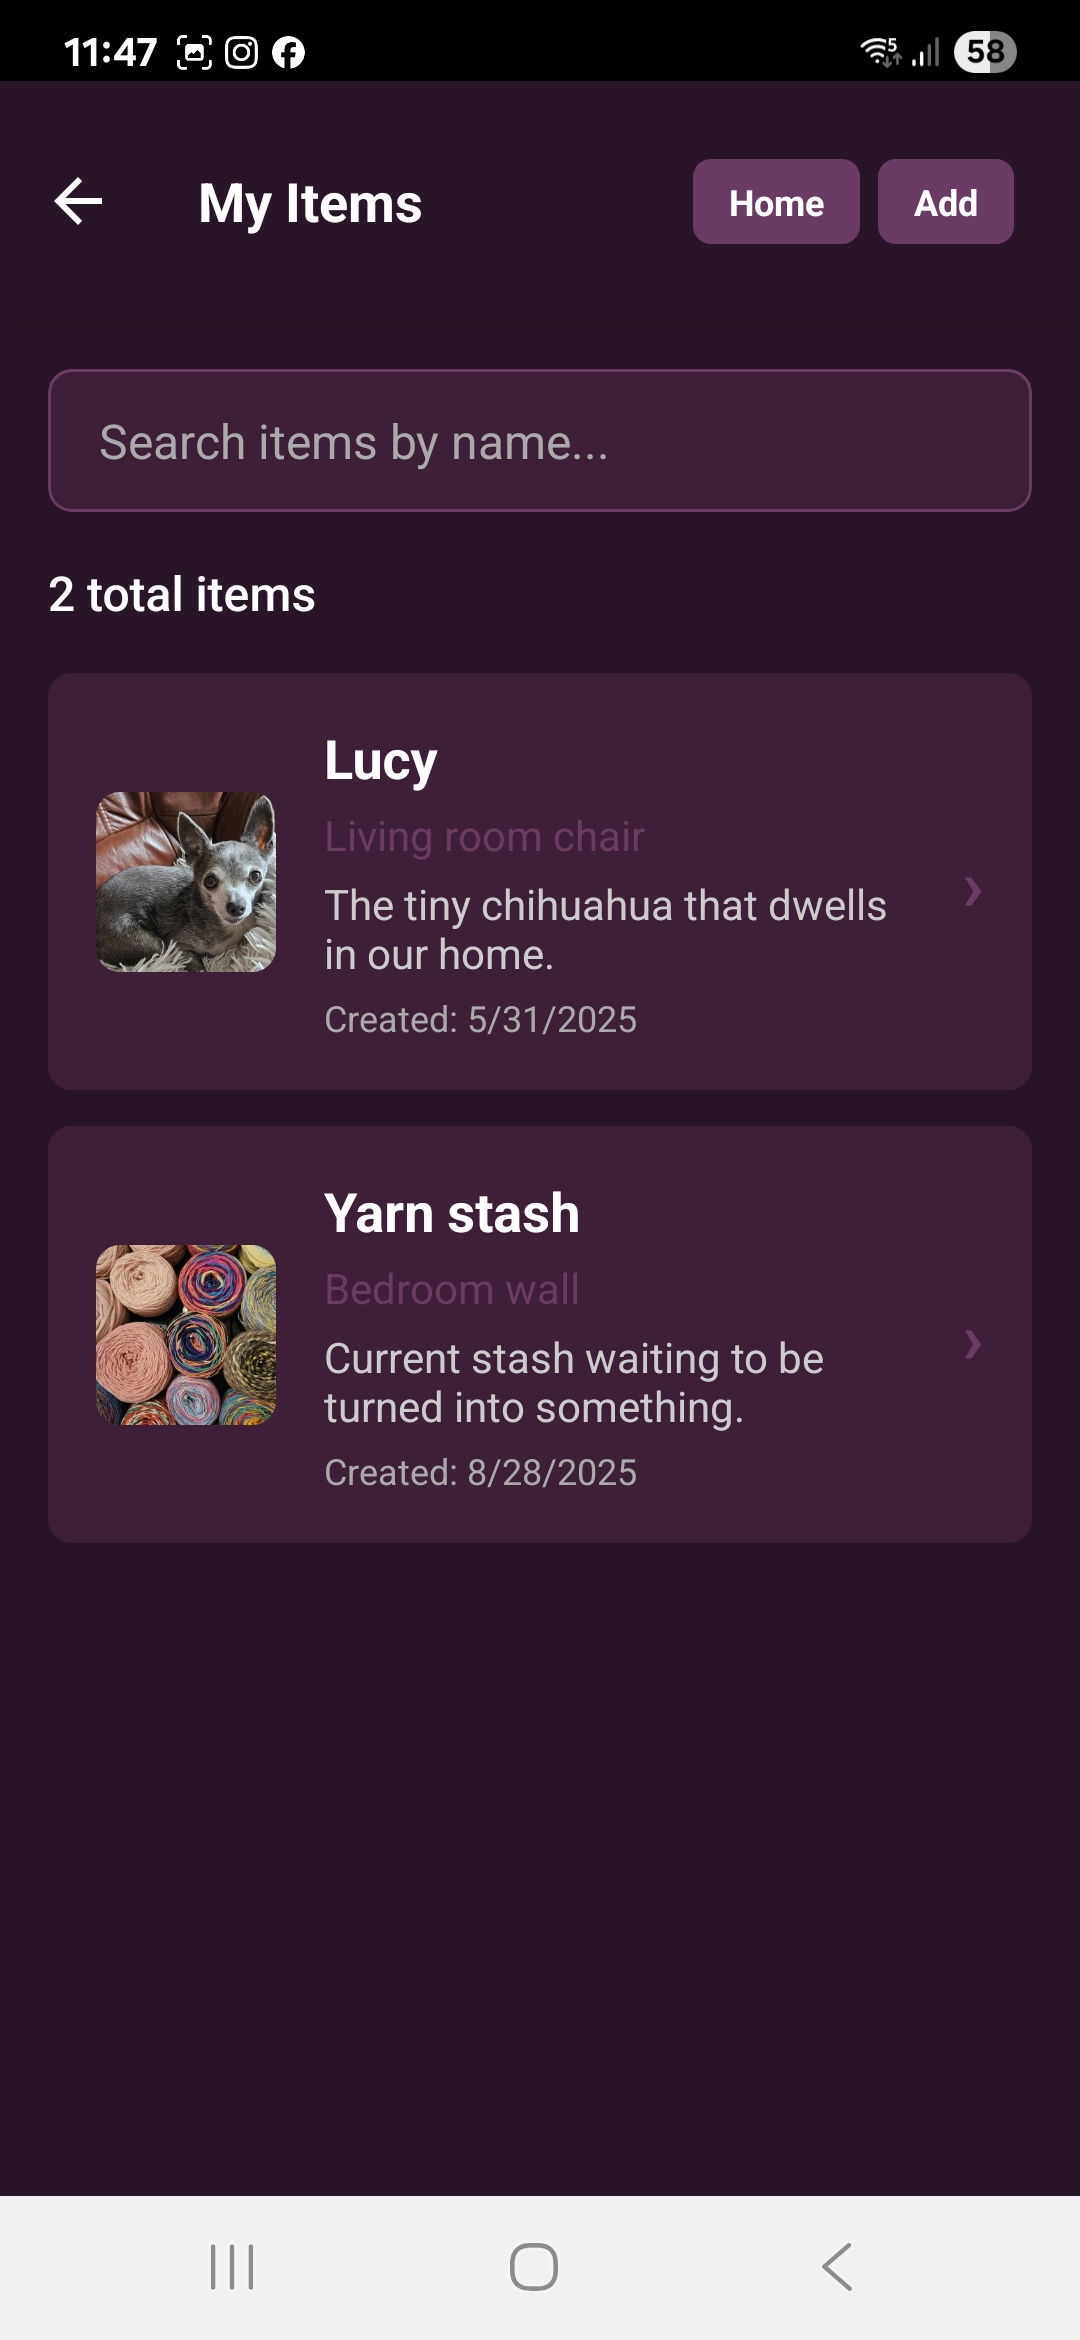 11:47
5
58
My Items
Home
Add
Search items by name...
2 total items
Lucy
Living room chair
The tiny chihuahua that dwells
in our home.
Created: 5/31/2025
Yarn stash
Bedroom wall
Current stash waiting to be
turned into something.
Created: 8/28/2025